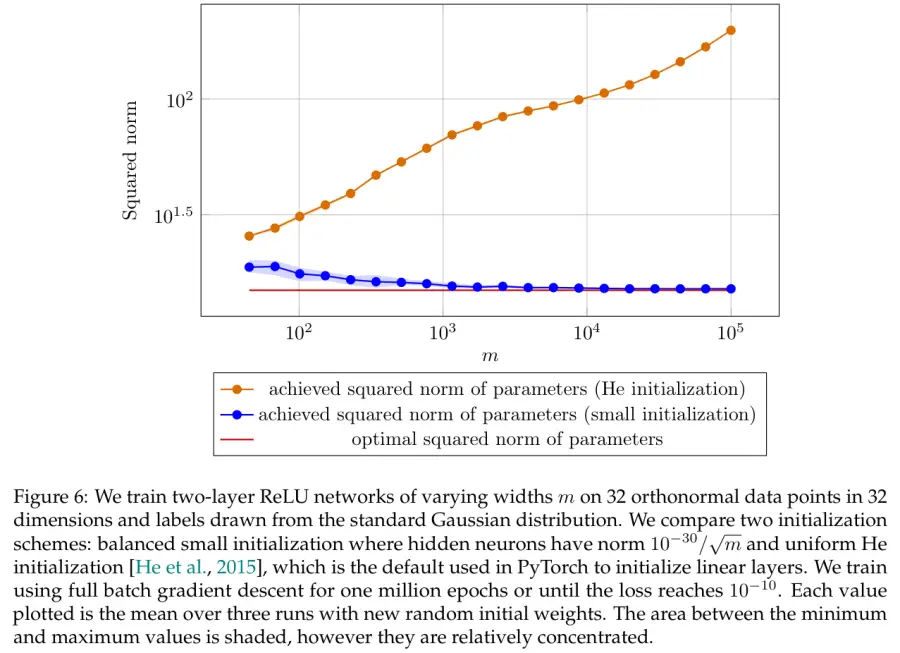 10^2
10^1.5
Squared norm
10^2 10^3 10^4 10^5
m
achieved squared norm of parameters (He initialization)
achieved squared norm of parameters (small initialization)
optimal squared norm of parameters
Figure 6: We train two-layer ReLU networks of varying widths m on 32 orthonormal data points in 32
dimensions and labels drawn from the standard Gaussian distribution. We compare two initialization
schemes: balanced small initialization where hidden neurons have norm 10^−30/√m and uniform He
initialization [He et al., 2015], which is the default used in PyTorch to initialize linear layers. We train
using full batch gradient descent for one million epochs or until the loss reaches 10^−10. Each value
plotted is the mean over three runs with new random initial weights. The area between the minimum
and maximum values is shaded, however they are relatively concentrated.